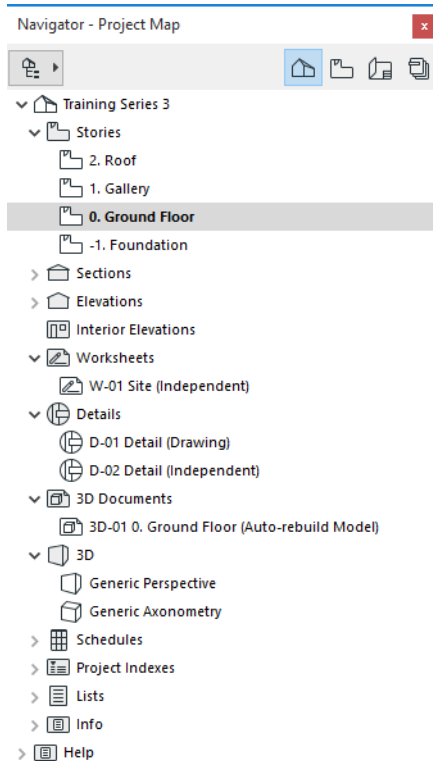 Navigator - Project Map
x
Training Series 3
Stories
2. Roof
1. Gallery
0. Ground Floor
-1. Foundation
Sections
Elevations
Interior Elevations
Worksheets
W-01 Site (Independent)
Details
D-01 Detail (Drawing)
D-02 Detail (Independent)
3D Documents
3D-01 0. Ground Floor (Auto-rebuild Model)
3D
Generic Perspective
Generic Axonometry
Schedules
Project Indexes
Lists
Info
Help